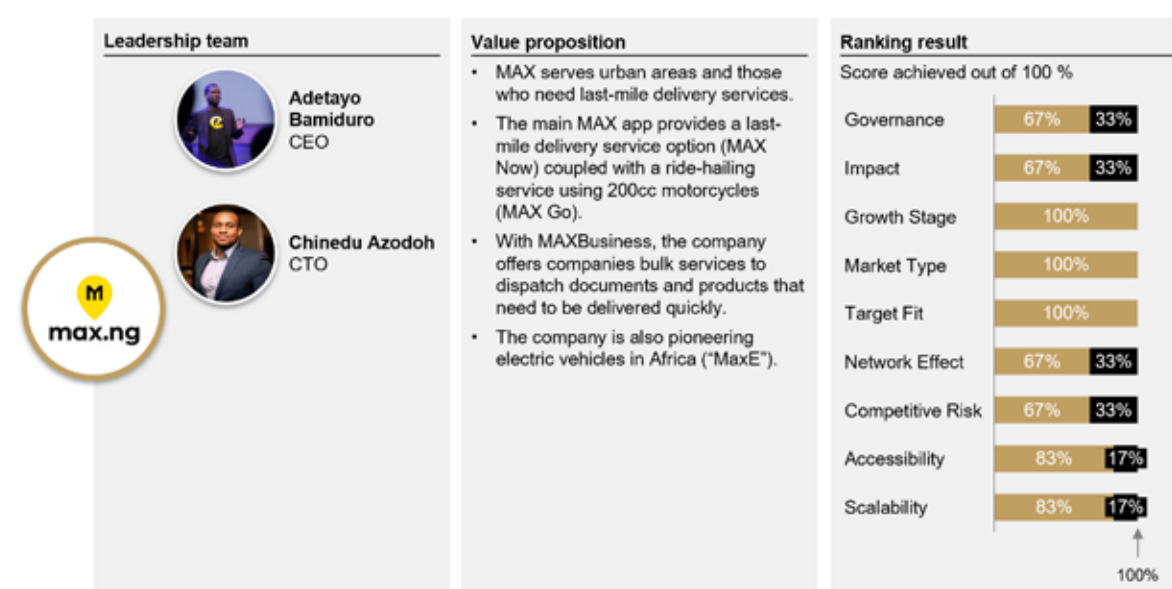 Leadership team
Adetayo
Bamiduro
CEO
Chinedu Azodoh
CTO
M
max.ng
Value proposition
• MAX serves urban areas and those
who need last-mile delivery services.
• The main MAX app provides a last-
mile delivery service option (MAX
Now) coupled with a ride-hailing
service using 200cc motorcycles
(MAX Go).
• With MAXBusiness, the company
offers companies bulk services to
dispatch documents and products that
need to be delivered quickly.
• The company is also pioneering
electric vehicles in Africa (“MaxE”).
Ranking result
Score achieved out of 100 %
Governance 67% 33%
Impact 67% 33%
Growth Stage 100%
Market Type 100%
Target Fit 100%
Network Effect 67% 33%
Competitive Risk 67% 33%
Accessibility 83% 17%
Scalability 83% 17%
100%